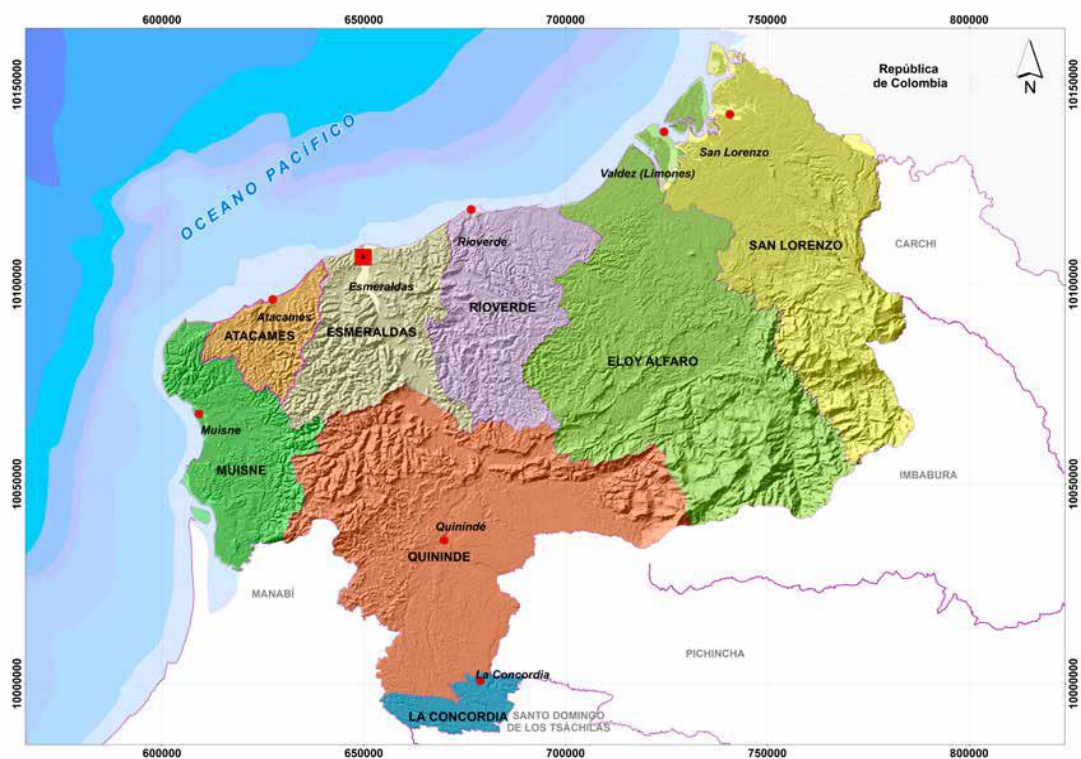 600000
650000
700000
750000
800000
10150000
10150000
República
de Colombia
N
OCEANO PACÍFICO
San Lorenzo
Valdez (Limones)
Rioverde
SAN LORENZO
CARCHI
10100000
10100000
Esmeraldas
Atacames
ATACAMES
ESMERALDAS
RIOVERDE
ELOY ALFARO
Muisne
MUISNE
IMBABURA
10050000
10050000
Quinindé
QUININDE
MANABÍ
PICHINCHA
La Concordia
10000000
10000000
LA CONCORDIA
SANTO DOMINGO
DE LOS TSÁCHILAS
600000
650000
700000
750000
800000